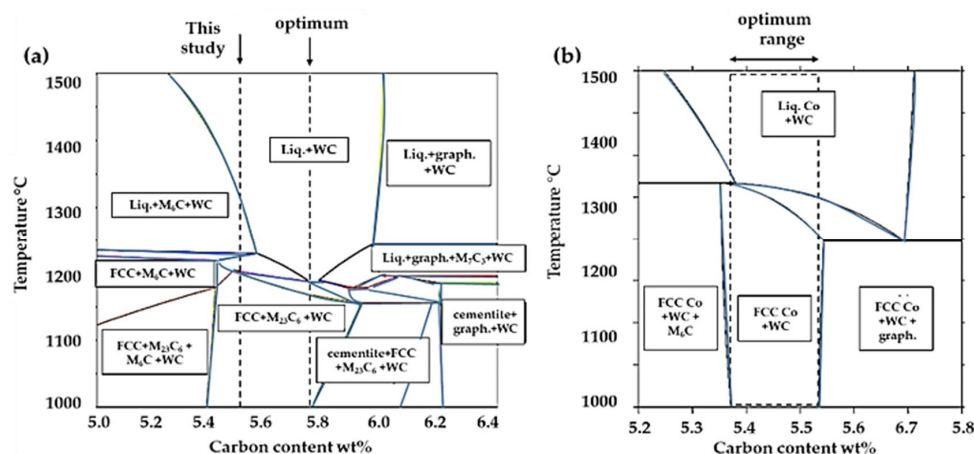 This
study
optimum
(a)
1500
1400
1300
1200
1100
1000
Temperature °C
Liq.+WC
Liq.+graph.
+WC
Liq.+M₆C+WC
Liq.+graph.+M₇C₃+WC
FCC+M₆C+WC
FCC+M₂₃C₆ +WC
cementite+
graph.+WC
FCC+M₂₃C₆ +
M₆C +WC
cementite+FCC
+M₂₃C₆ +WC
5.0
5.4
5.8
6.0
6.2
6.4
Carbon content wt%
optimum
range
(b)
1500
1400
1300
1200
1100
1000
Temperature °C
Liq. Co
+WC
FCC Co
+WC +
M₆C
FCC Co
+WC
FCC Co
+WC +
graph.
5.2
5.3
5.4
5.5
5.6
5.7
5.8
Carbon content wt%